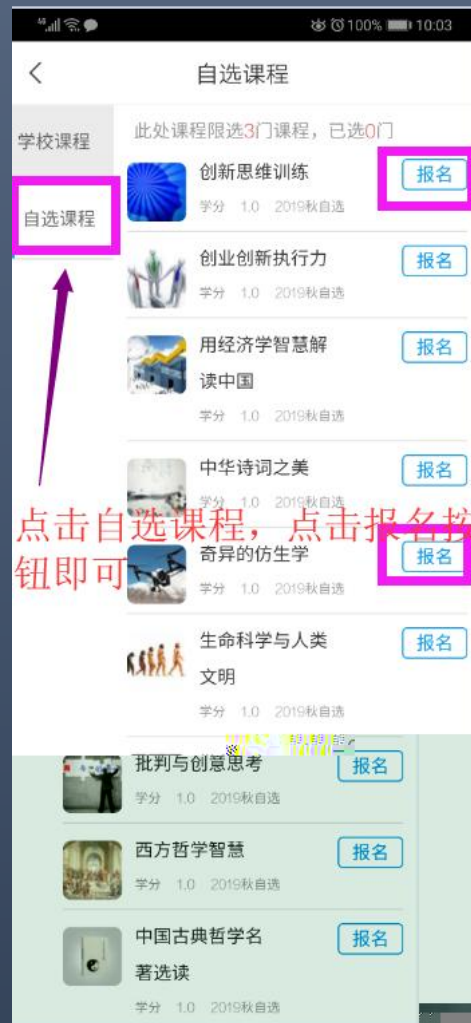 4G 100% 10:03
自选课程
学校课程
自选课程
此处课程限选3门课程，已选0门
创新思维训练
报名
学分 1.0 2019秋自选
创业创新执行力
报名
学分 1.0 2019秋自选
用经济学智慧解
读中国
报名
学分 1.0 2019秋自选
中华诗词之美
报名
学分 1.0 2019秋自选
点击自选课程，点击报名按
钮即可
奇异的仿生学
报名
学分 1.0 2019秋自选
生命科学与人类
文明
报名
学分 1.0 2019秋自选
批判与创意思考
报名
学分 1.0 2019秋自选
西方哲学智慧
报名
学分 1.0 2019秋自选
中国古典哲学名
著选读
报名
学分 1.0 2019秋自选